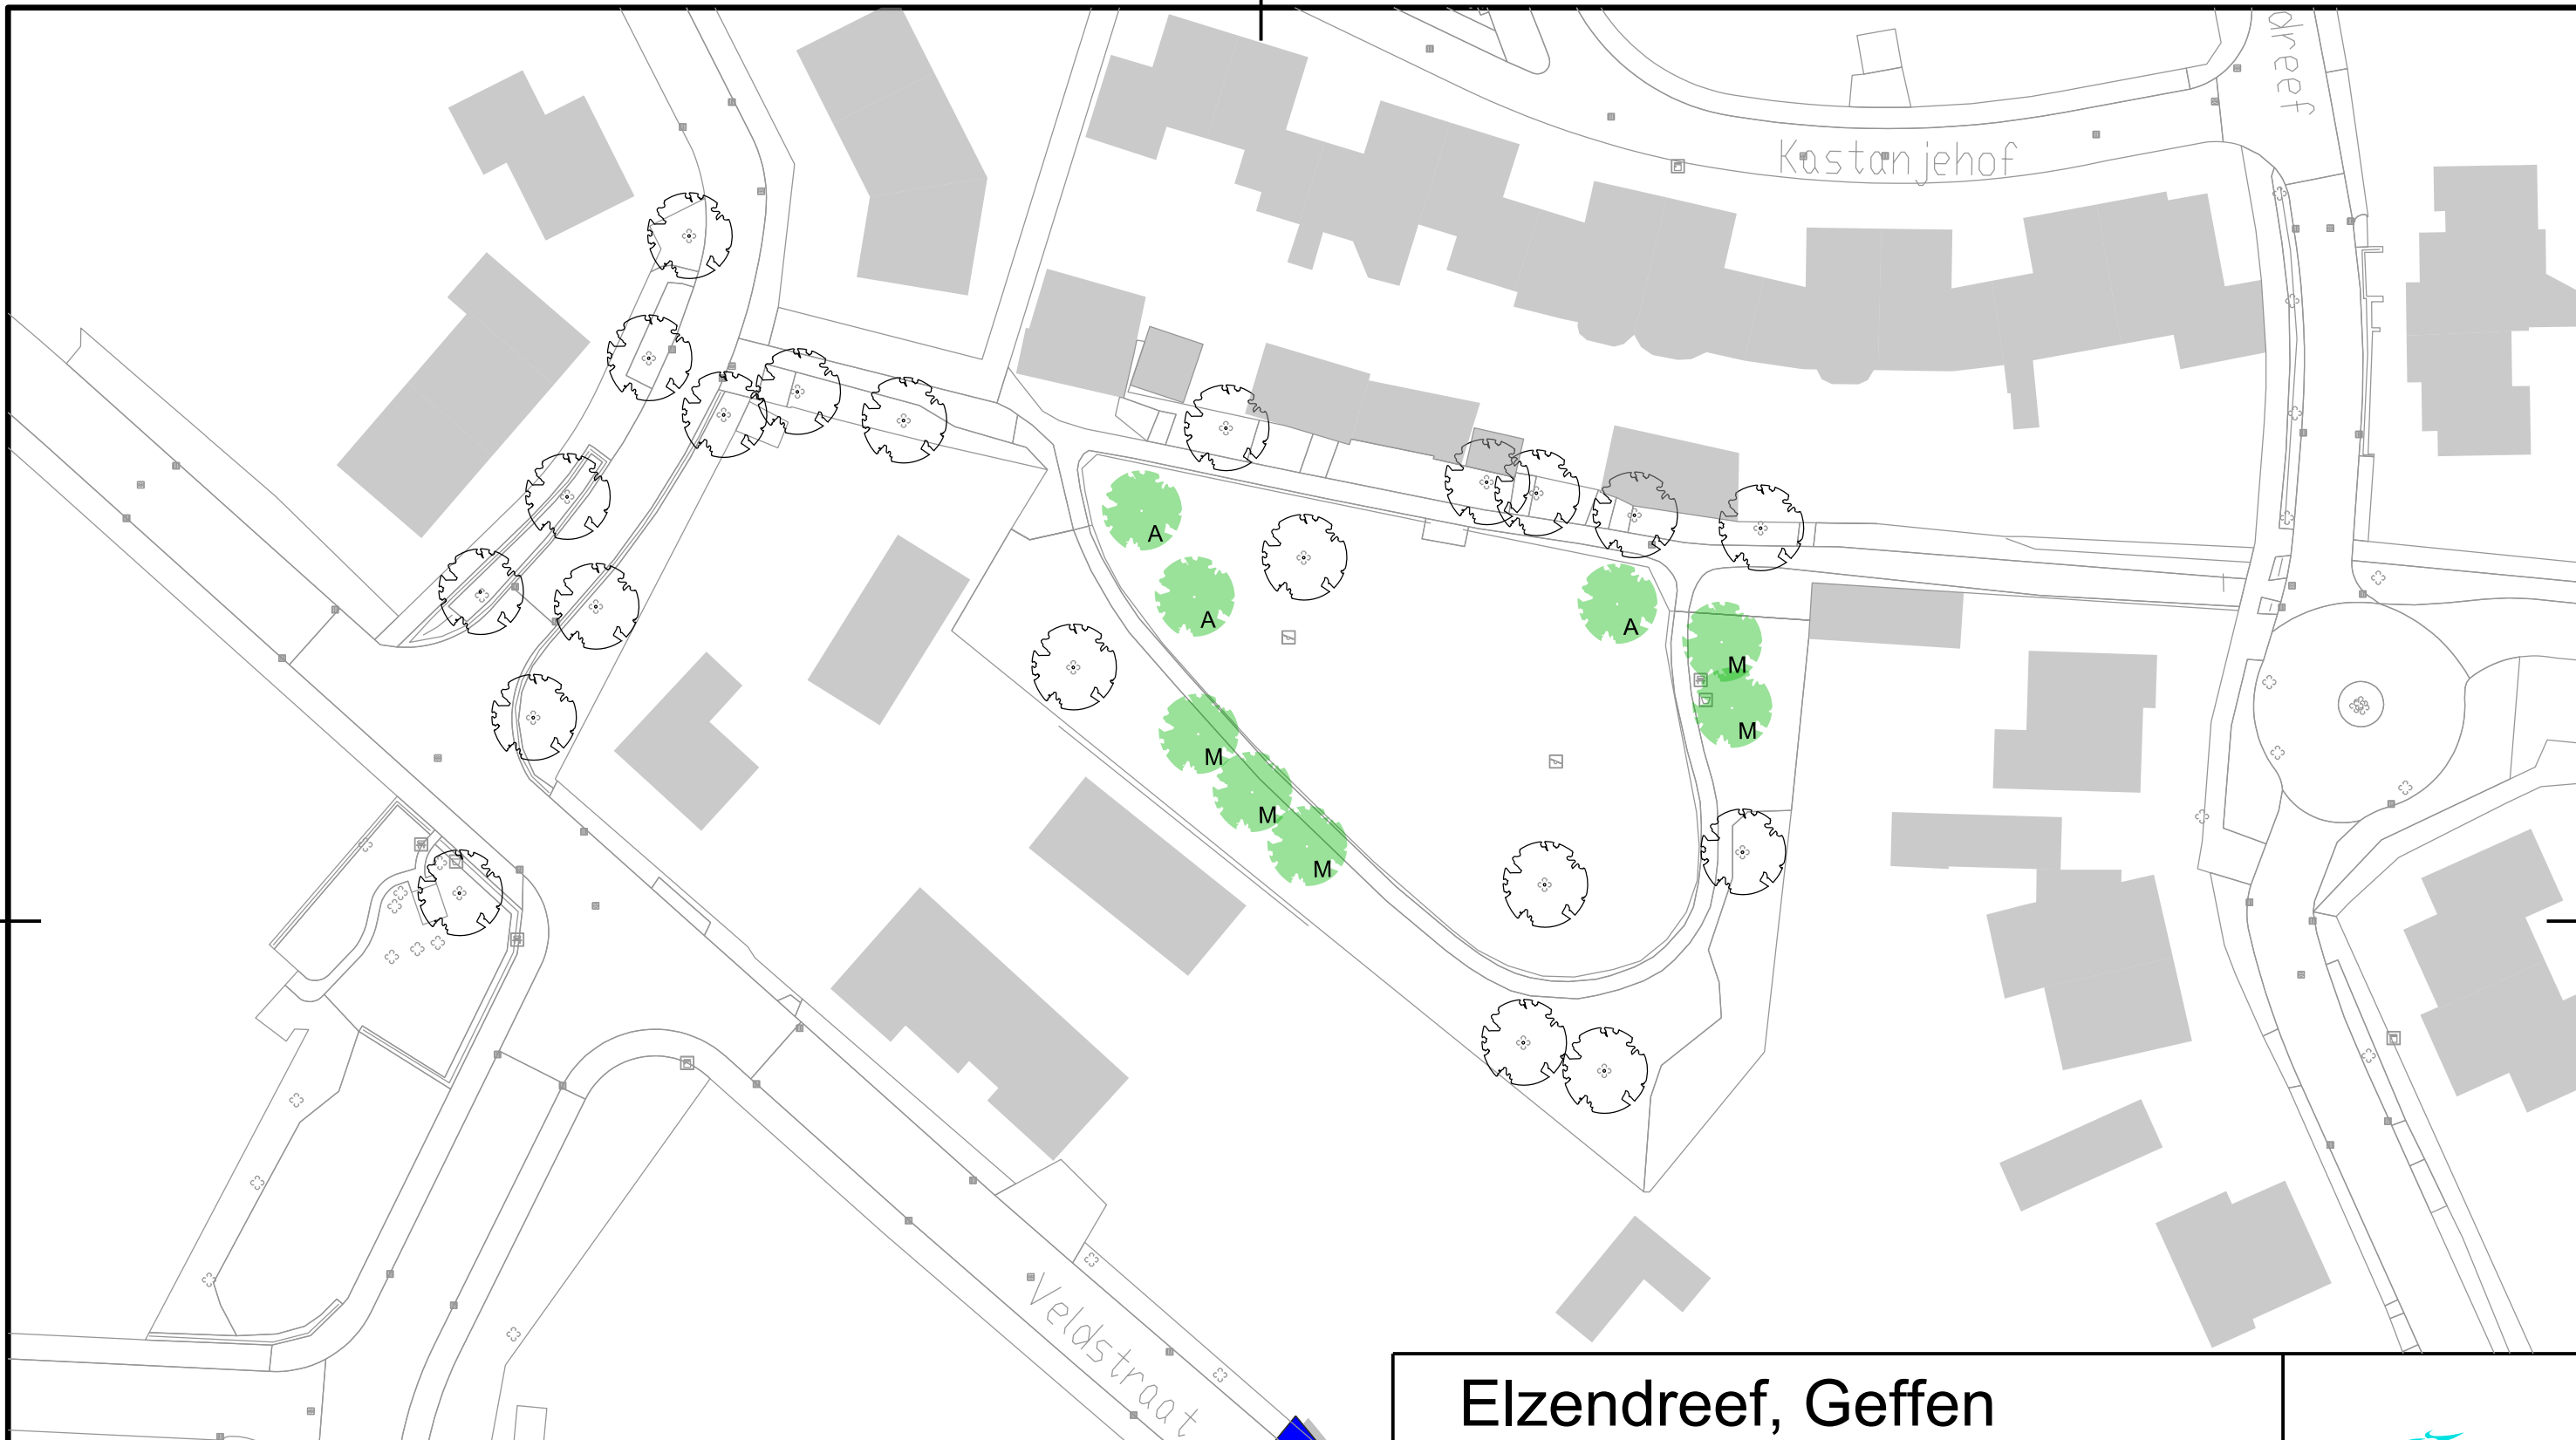 dreef
Kastanjehof
A
A
A
M
M
M
M
M
Veldstraat
Elzendreef, Geffen